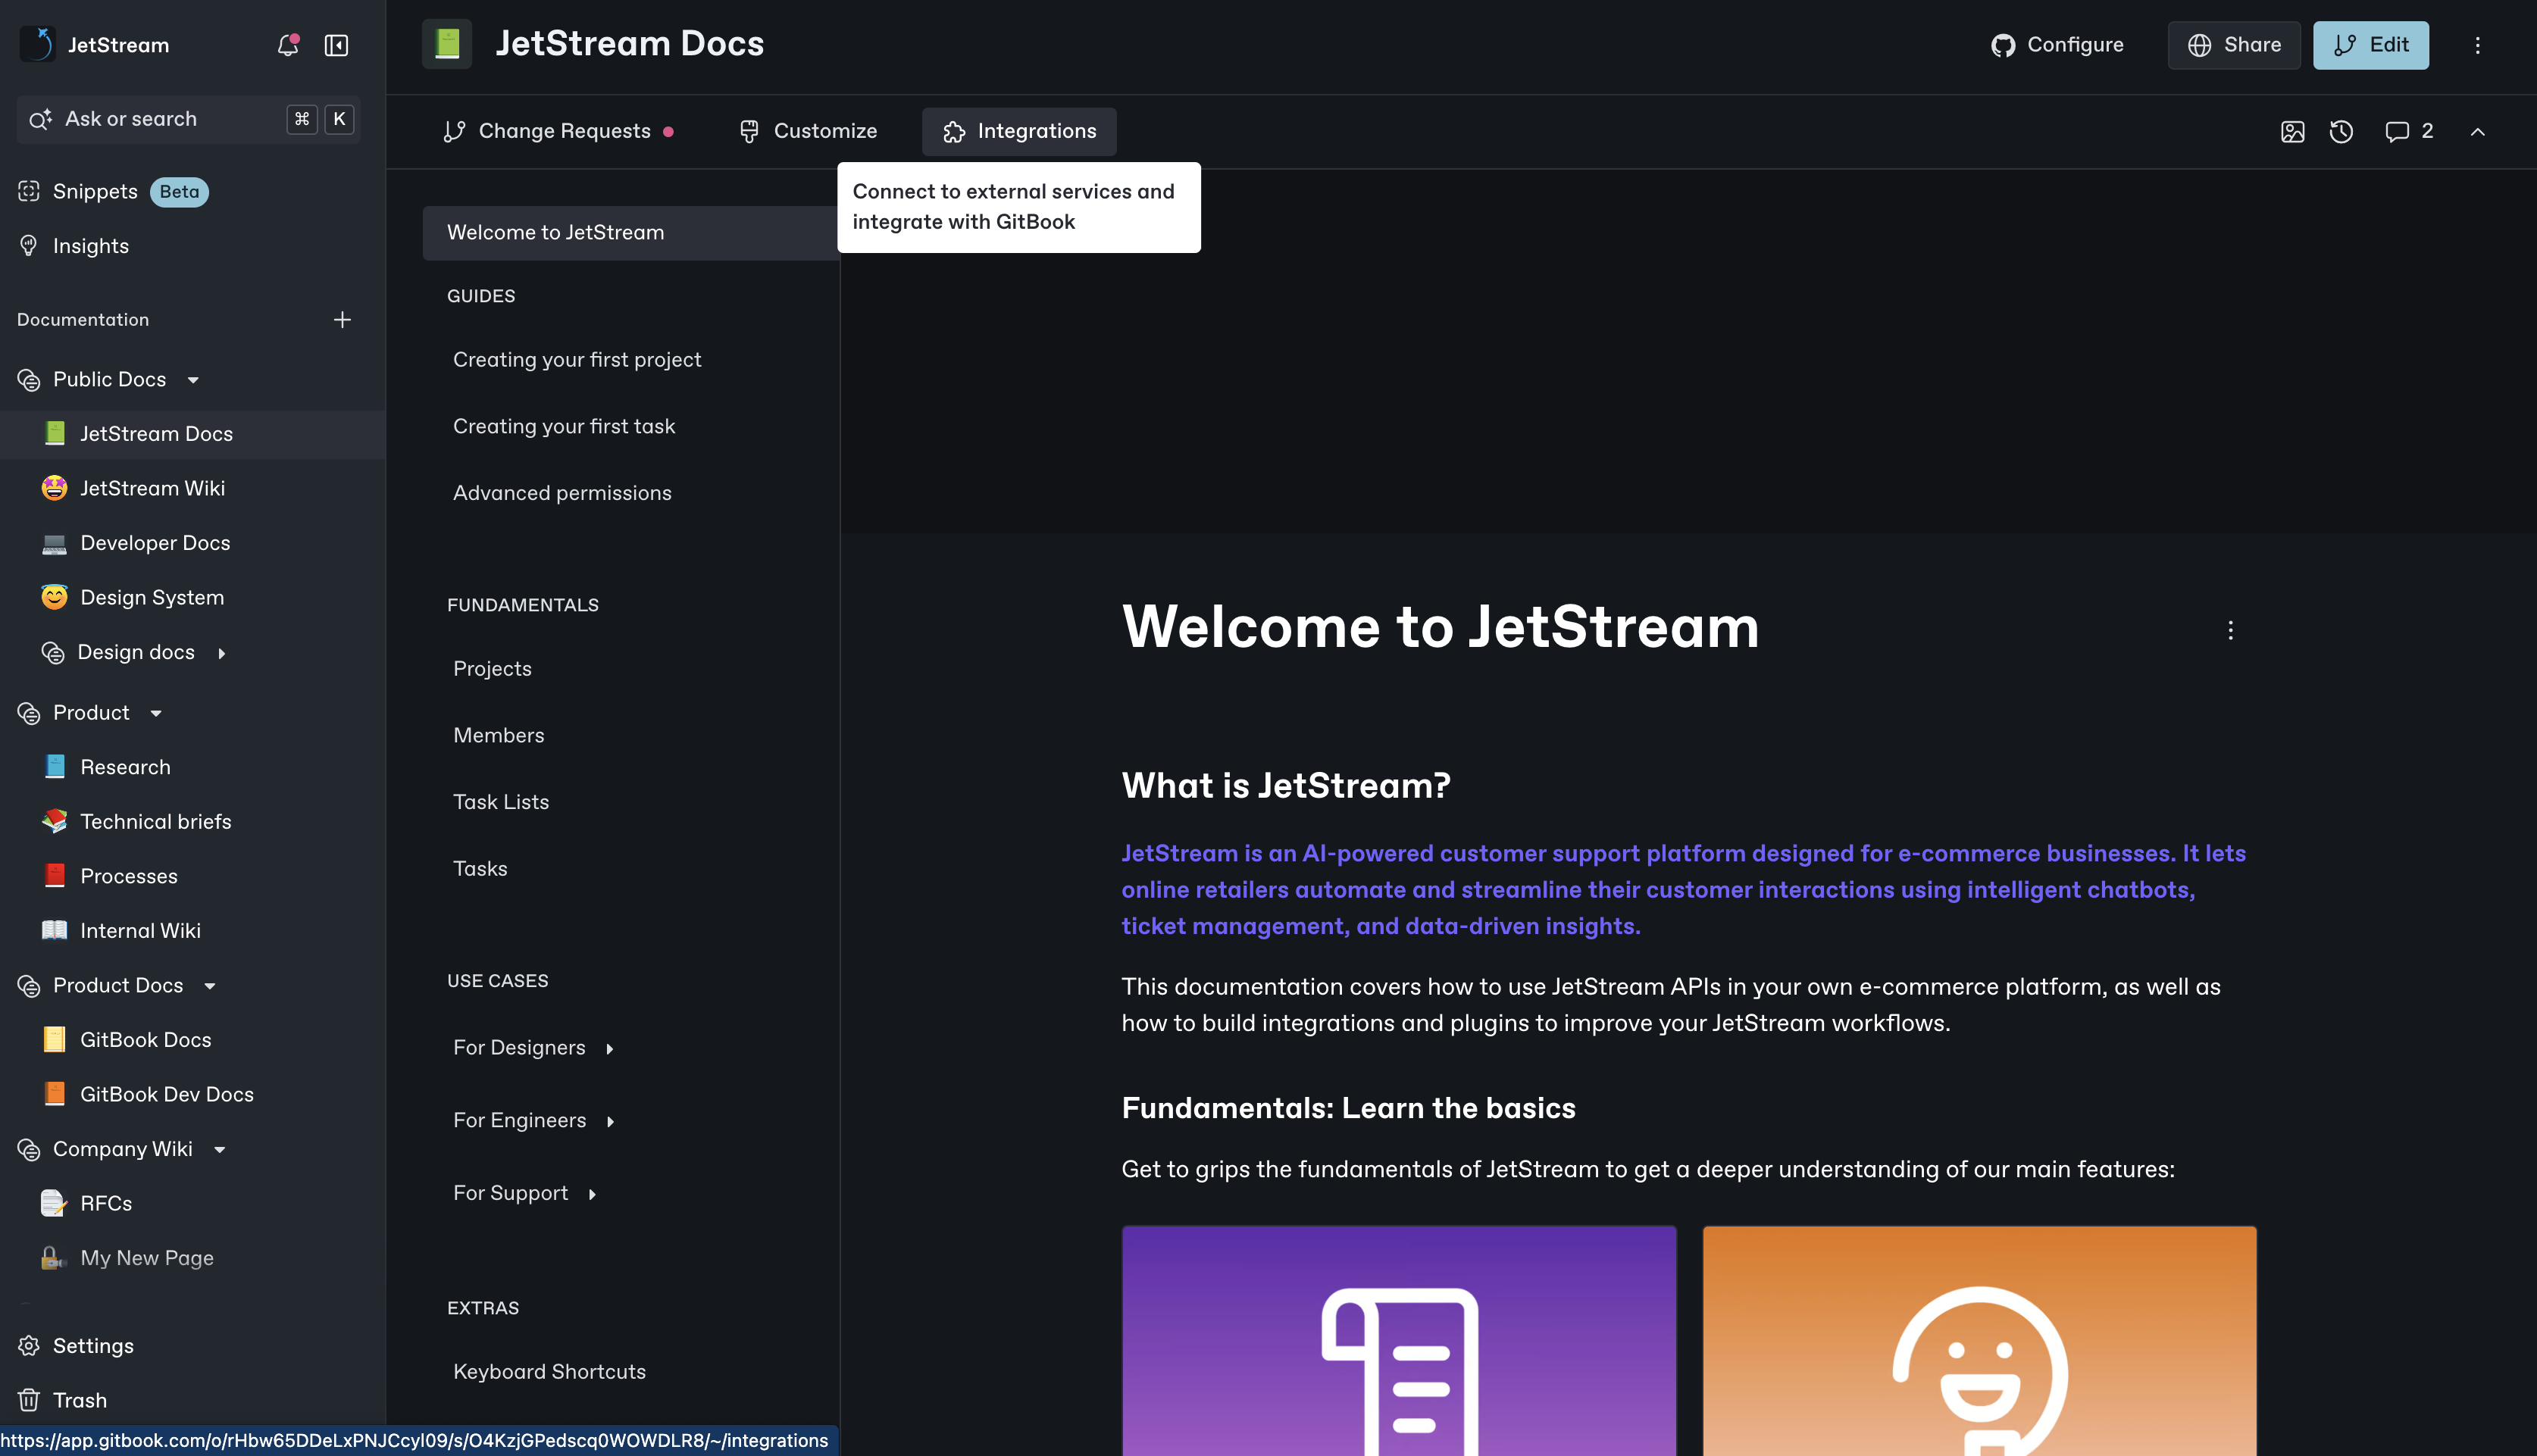 JetStream
Ask or search
⌘ K
Snippets Beta
Insights
Documentation
Public Docs
JetStream Docs
JetStream Wiki
Developer Docs
Design System
Design docs
Product
Research
Technical briefs
Processes
Internal Wiki
Product Docs
GitBook Docs
GitBook Dev Docs
Company Wiki
RFCs
My New Page
Settings
Trash
https://app.gitbook.com/o/rHbw65DDeLxPNJCcyl09/s/O4KzjGPedscq0WOWDLR8/~/integrations
JetStream Docs
Configure
Share
Edit
Change Requests
Customize
Integrations
2
Connect to external services and
integrate with GitBook
Welcome to JetStream
GUIDES
Creating your first project
Creating your first task
Advanced permissions
FUNDAMENTALS
Projects
Members
Task Lists
Tasks
USE CASES
For Designers
For Engineers
For Support
EXTRAS
Keyboard Shortcuts
Welcome to JetStream
What is JetStream?
JetStream is an AI-powered customer support platform designed for e-commerce businesses. It lets
online retailers automate and streamline their customer interactions using intelligent chatbots,
ticket management, and data-driven insights.
This documentation covers how to use JetStream APIs in your own e-commerce platform, as well as
how to build integrations and plugins to improve your JetStream workflows.
Fundamentals: Learn the basics
Get to grips the fundamentals of JetStream to get a deeper understanding of our main features: